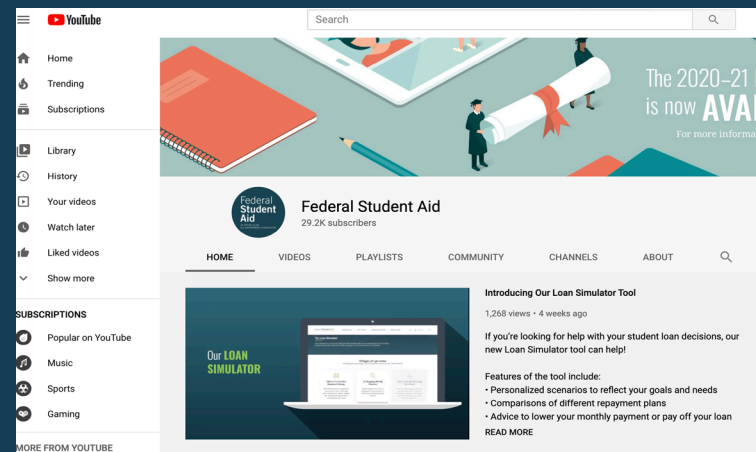 YouTube
Search
Home
Trending
Subscriptions
Library
History
Your videos
Watch later
Liked videos
Show more
SUBSCRIPTIONS
Popular on YouTube
Music
Sports
Gaming
MORE FROM YOUTUBE
The 2020–21
is now AVA
For more informa
Federal
Student
Aid
Federal Student Aid
29.2K subscribers
HOME VIDEOS PLAYLISTS COMMUNITY CHANNELS ABOUT
Our LOAN
SIMULATOR
Introducing Our Loan Simulator Tool
1,268 views • 4 weeks ago
If you're looking for help with your student loan decisions, our
new Loan Simulator tool can help!
Features of the tool include:
• Personalized scenarios to reflect your goals and needs
• Comparisons of different repayment plans
• Advice to lower your monthly payment or pay off your loan
READ MORE